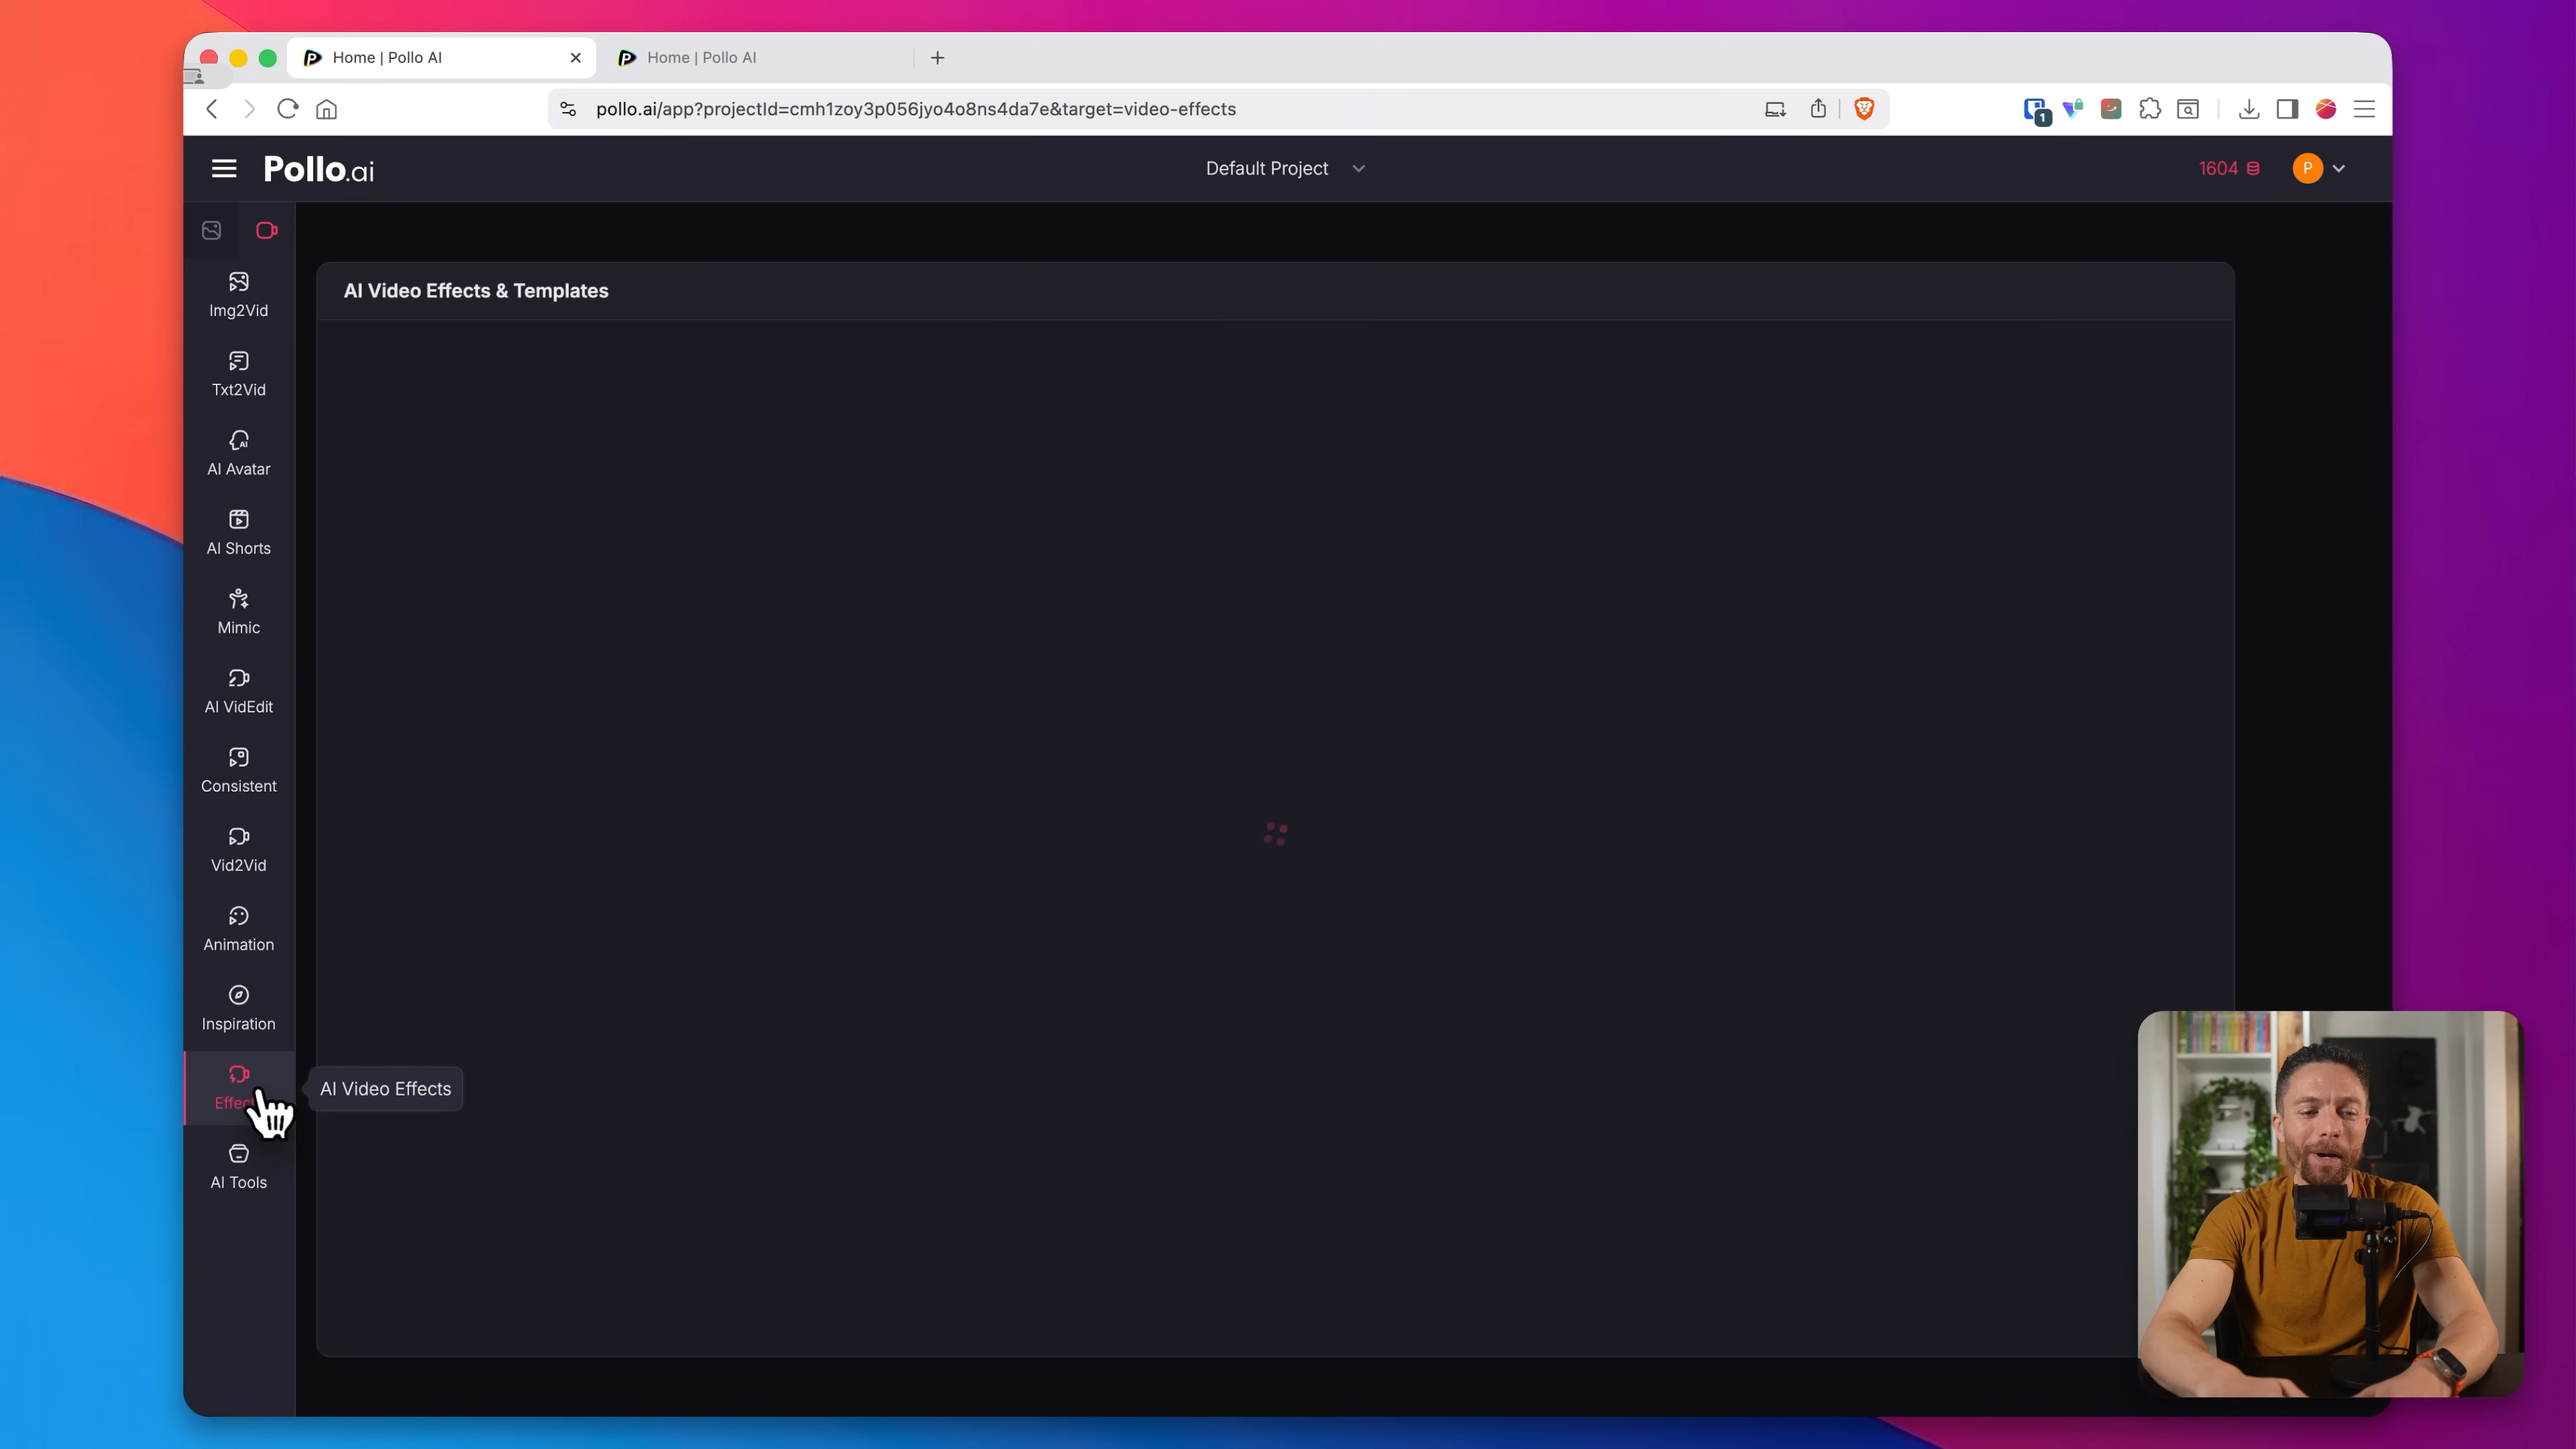 Home | Pollo AI
Home | Pollo AI
pollo.ai/app?projectId=cmh1zoy3p056jyo4o8ns4da7e&target=video-effects
1
Pollo.ai
Default Project
1604
P
AI Video Effects & Templates
Img2Vid
Txt2Vid
AI Avatar
AI Shorts
Mimic
AI VidEdit
Consistent
Vid2Vid
Animation
Inspiration
AI Video Effects
AI Tools